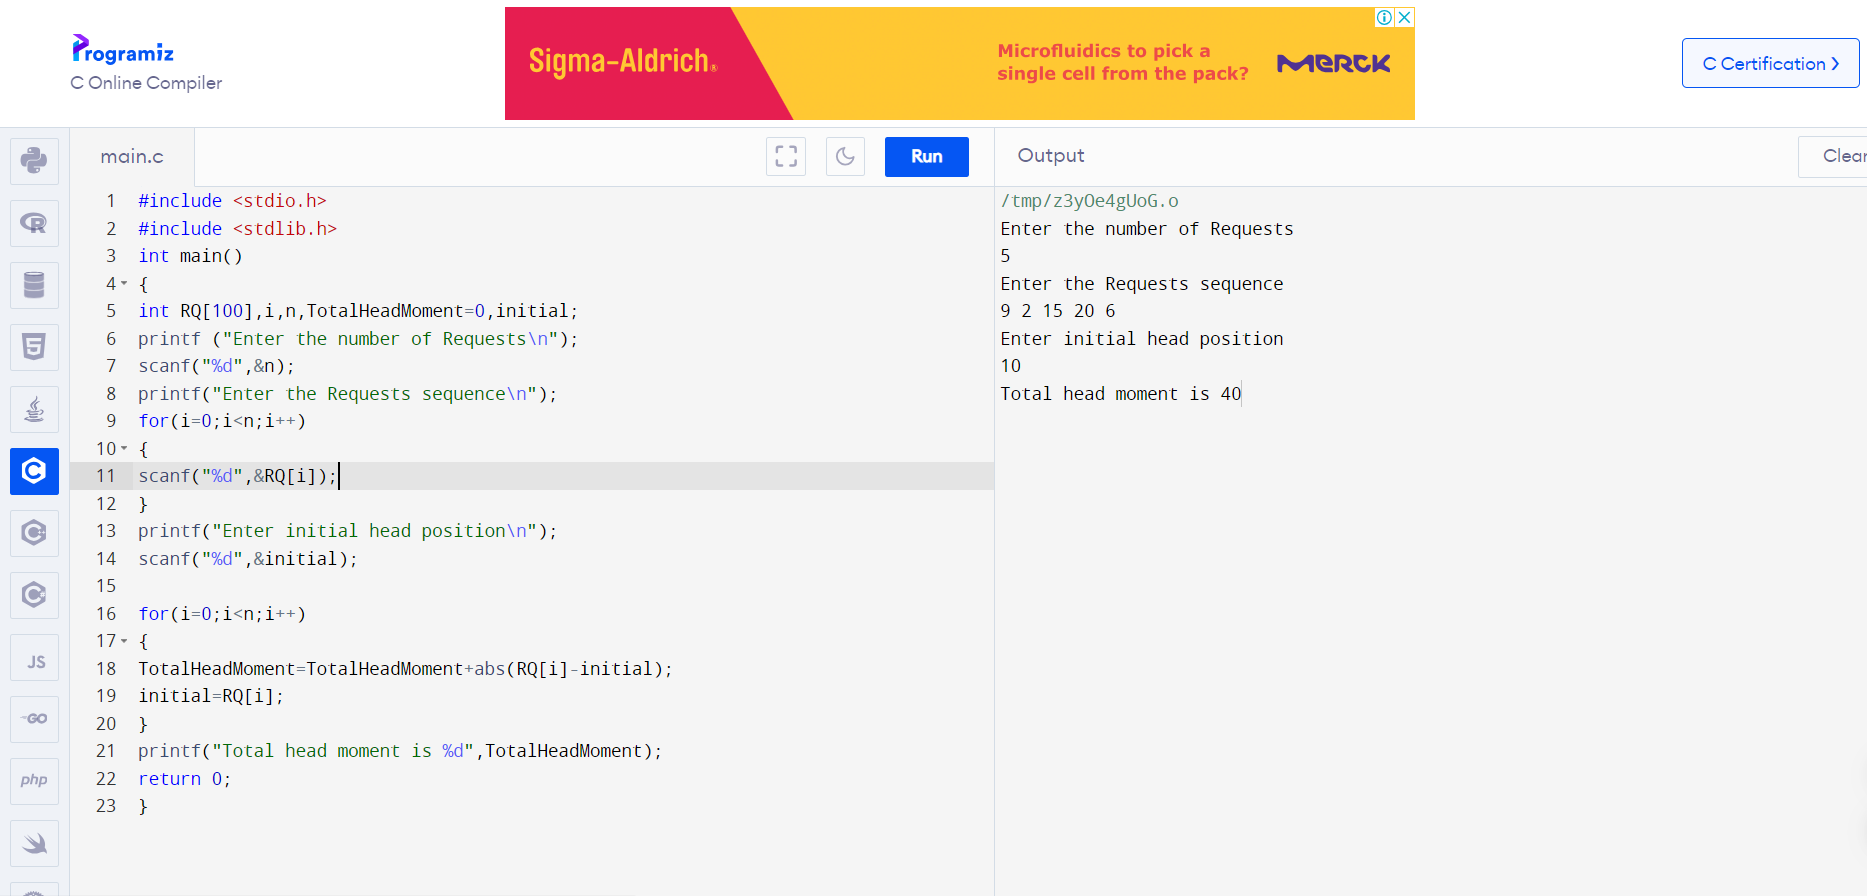 Programiz
C Online Compiler
Sigma-Aldrich®
Microfluidics to pick a
single cell from the pack?
MERCK
C Certification
main.c
Run
Output
Clear
1 #include <stdio.h>
2 #include <stdlib.h>
3 int main()
4 {
5 int RQ[100],i,n,TotalHeadMoment=0,initial;
6 printf ("Enter the number of Requests\n");
7 scanf("%d",&n);
8 printf("Enter the Requests sequence\n");
9 for(i=0;i<n;i++)
10 {
11 scanf("%d",&RQ[i]);
12 }
13 printf("Enter initial head position\n");
14 scanf("%d",&initial);
15
16 for(i=0;i<n;i++)
17 {
18 TotalHeadMoment=TotalHeadMoment+abs(RQ[i]-initial);
19 initial=RQ[i];
20 }
21 printf("Total head moment is %d",TotalHeadMoment);
22 return 0;
23 }
/tmp/z3yOe4gUoG.o
Enter the number of Requests
5
Enter the Requests sequence
9 2 15 20 6
Enter initial head position
10
Total head moment is 40
R
5
C
C
C
JS
GO
php